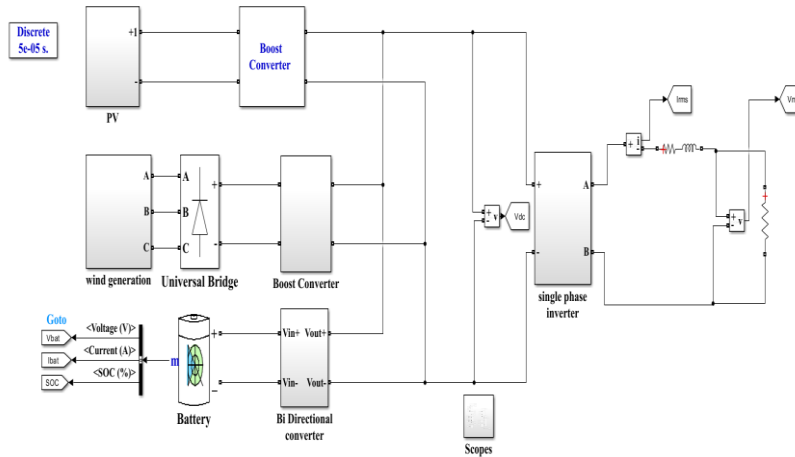 Discrete
5e-05 s.
+1
-
PV
Boost
Converter
A
B
C
wind generation
A
B
C
+
-
Universal Bridge
Boost Converter
Goto
<Voltage (V)>
Vbat
<Current (A)>
Ibat
<SOC (%)>
SOC
m
+
-
Battery
Vin+
Vout+
Vin-
Vout-
Bi Directional
converter
+
-
v
Vdc
Scopes
+
-
A
B
single phase
inverter
+
-
i
Irms
+
+
-
v
+